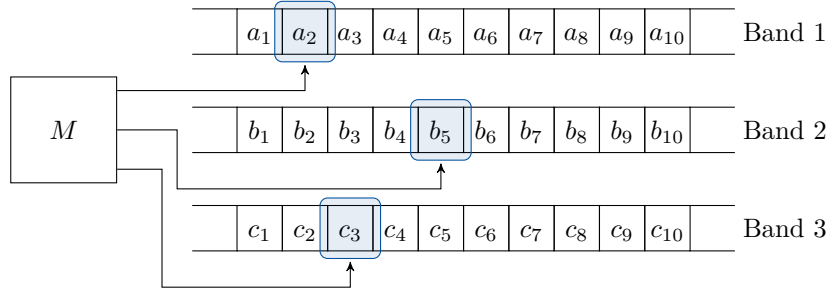 a₁ a₂ a₃ a₄ a₅ a₆ a₇ a₈ a₉ a₁₀ Band 1
M
b₁ b₂ b₃ b₄ b₅ b₆ b₇ b₈ b₉ b₁₀ Band 2
c₁ c₂ c₃ c₄ c₅ c₆ c₇ c₈ c₉ c₁₀ Band 3